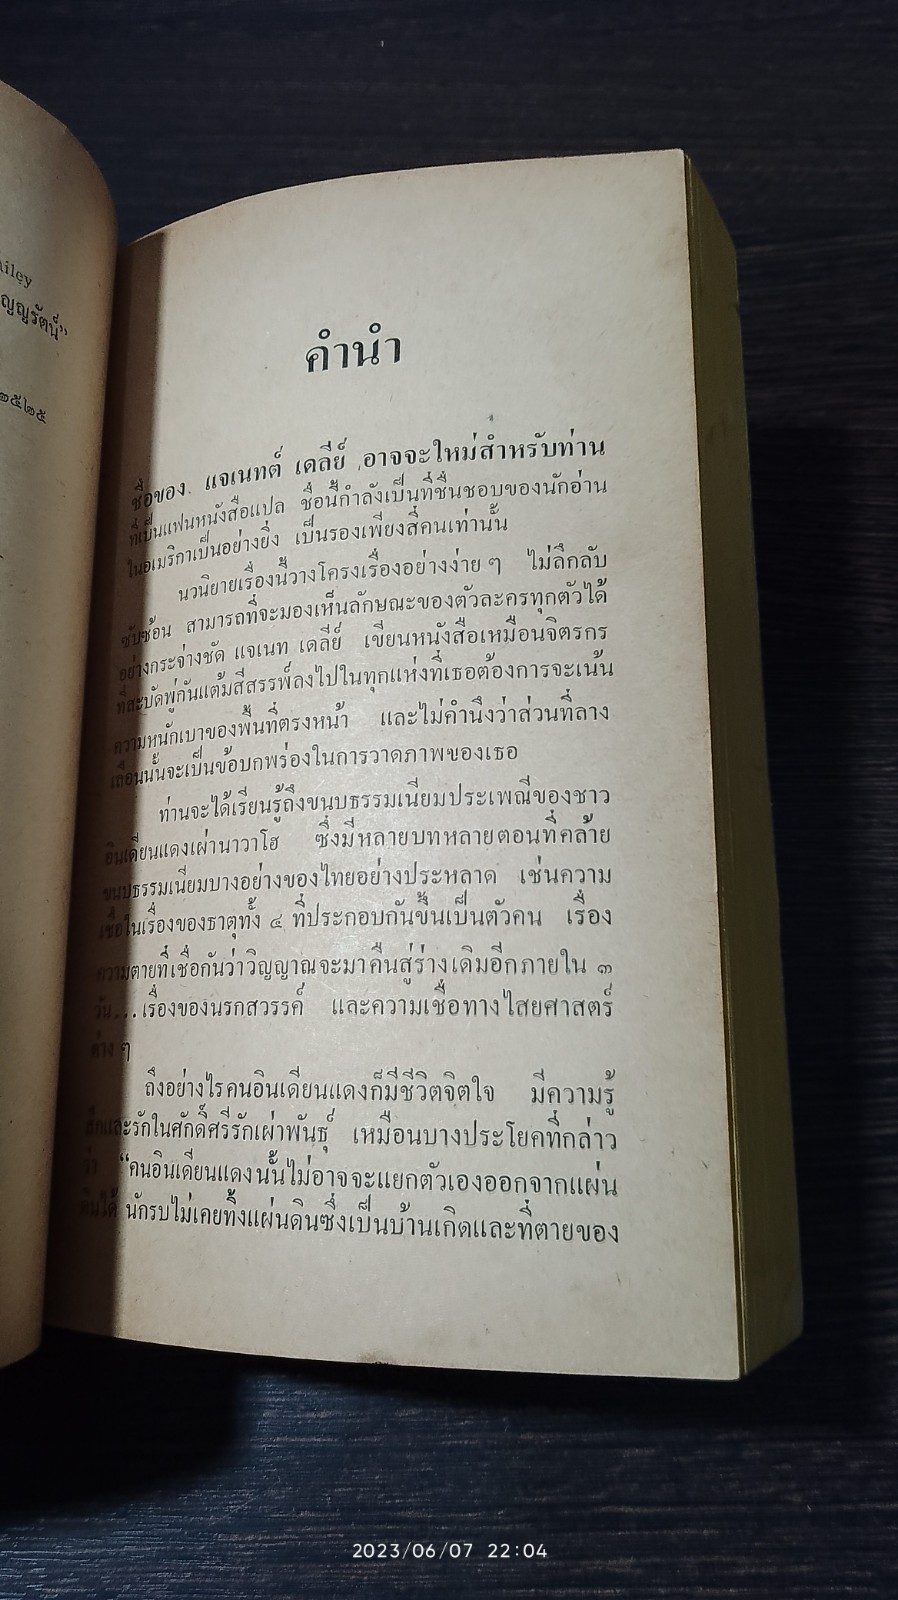 ailey
ญญรัตน์"
๒๕๒๕
คำนำ
ชื่อของ แจเนทต์ เดลีย์ อาจจะใหม่สำหรับท่าน
ที่เป็นแฟนหนังสือแปล ชื่อนี้กำลังเป็นที่ชื่นชอบของนักอ่าน
ในอเมริกาเป็นอย่างยิ่ง เป็นรองเพียงสี่คนเท่านั้น
นวนิยายเรื่องนี้วางโครงเรื่องอย่างง่าย ๆ ไม่ลึกลับ
ซับซ้อน สามารถที่จะมองเห็นลักษณะของตัวละครทุกตัวได้
อย่างกระจ่างชัด แจเนท เดลีย์ เขียนหนังสือเหมือนจิตรกร
ที่สะบัดพู่กันแต้มสีสรรพ์ลงไปในทุกแห่งที่เธอต้องการจะเน้น
ความหนักเบาของพื้นที่ตรงหน้า และไม่คำนึงว่าส่วนที่ลาง
เลือนนั้นจะเป็นข้อบกพร่องในการวาดภาพของเธอ
ท่านจะได้เรียนรู้ถึงขนบธรรมเนียมประเพณีของชาว
อินเดียนแดงเผ่านาวาโฮ ซึ่งมีหลายบทหลายตอนที่คล้าย
ขนบธรรมเนียมบางอย่างของไทยอย่างประหลาด เช่นความ
เชื่อในเรื่องของธาตุทั้ง ๔ ที่ประกอบกันขึ้นเป็นตัวคน เรื่อง
ความตายที่เชื่อกันว่าวิญญาณจะมาคืนสู่ร่างเดิมอีกภายใน ๓
วัน...เรื่องของนรกสวรรค์ และความเชื่อทางไสยศาสตร์
ต่าง ๆ
ถึงอย่างไรคนอินเดียนแดงก็มีชีวิตจิตใจ มีความรู้
สึกและรักในศักดิ์ศรีรักเผ่าพันธุ์ เหมือนบางประโยคที่กล่าว
ว่า "คนอินเดียนแดงนั้นไม่อาจจะแยกตัวเองออกจากแผ่น
ดินได้ นักรบไม่เคยทิ้งแผ่นดินซึ่งเป็นบ้านเกิดและที่ตายของ
2023/06/07 22:04